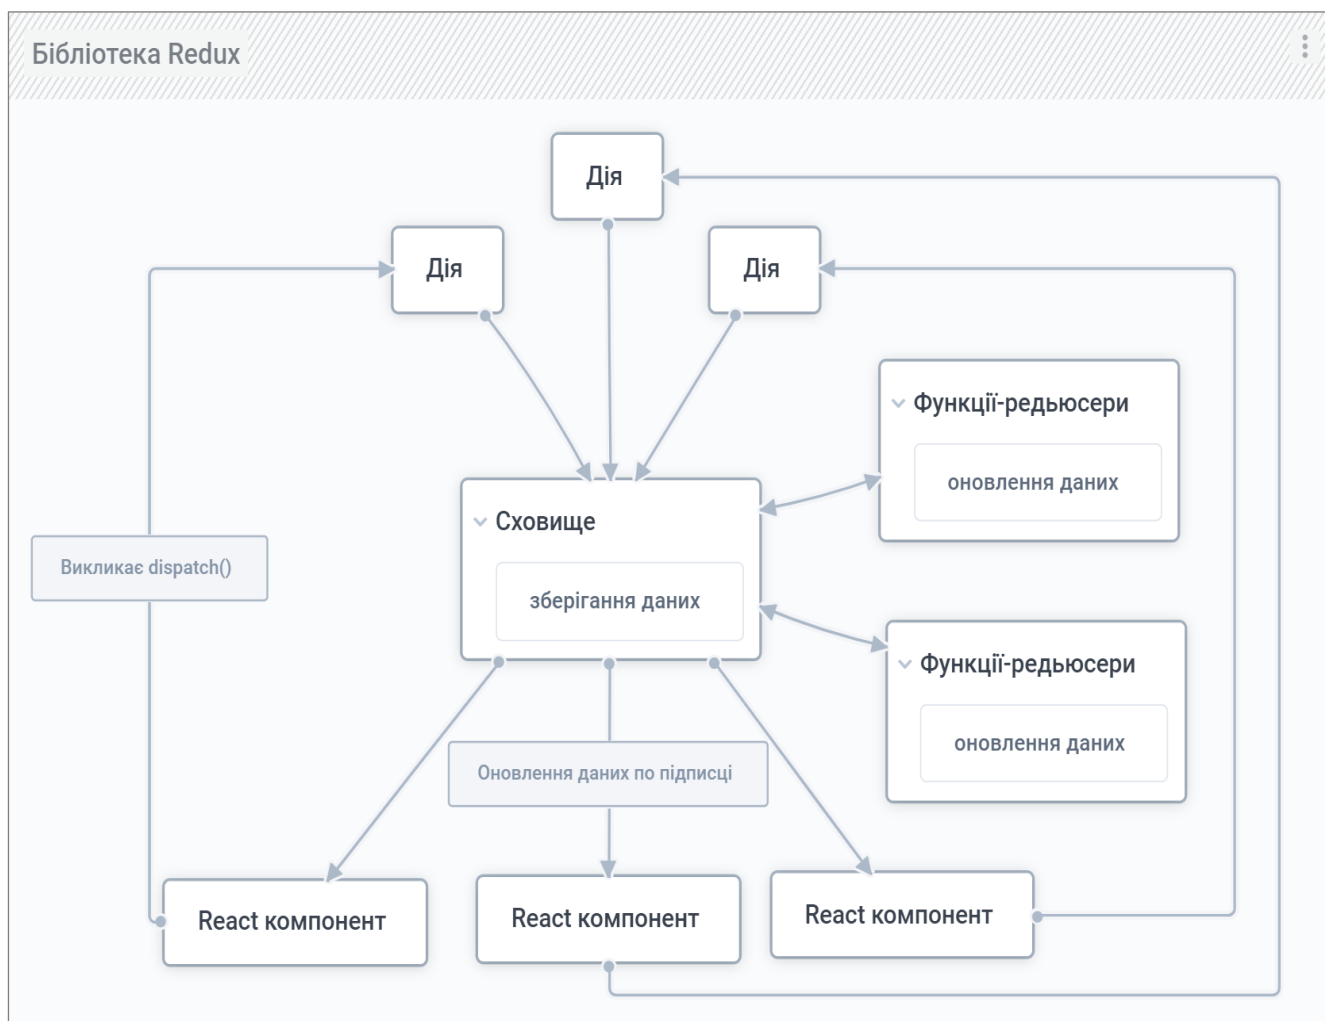 Бібліотека Redux
Дія
Дія
Дія
Функції-редьюсери
оновлення даних
Сховище
зберігання даних
Викликає dispatch()
Функції-редьюсери
оновлення даних
Оновлення даних по підписці
React компонент
React компонент
React компонент